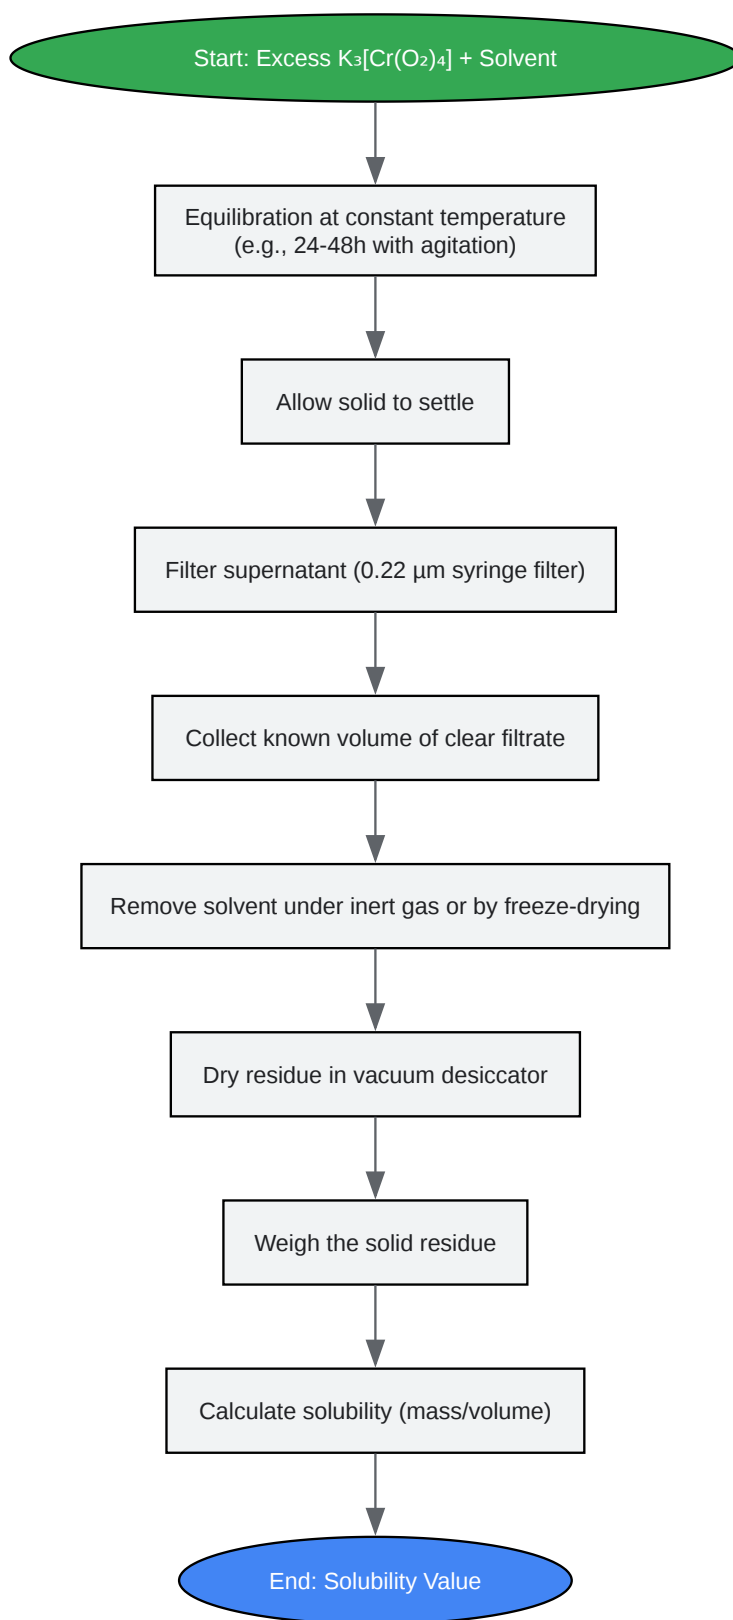 Start: Excess K₃[Cr(O₂)₄] + Solvent
Equilibration at constant temperature
(e.g., 24-48h with agitation)
Allow solid to settle
Filter supernatant (0.22 µm syringe filter)
Collect known volume of clear filtrate
Remove solvent under inert gas or by freeze-drying
Dry residue in vacuum desiccator
Weigh the solid residue
Calculate solubility (mass/volume)
End: Solubility Value